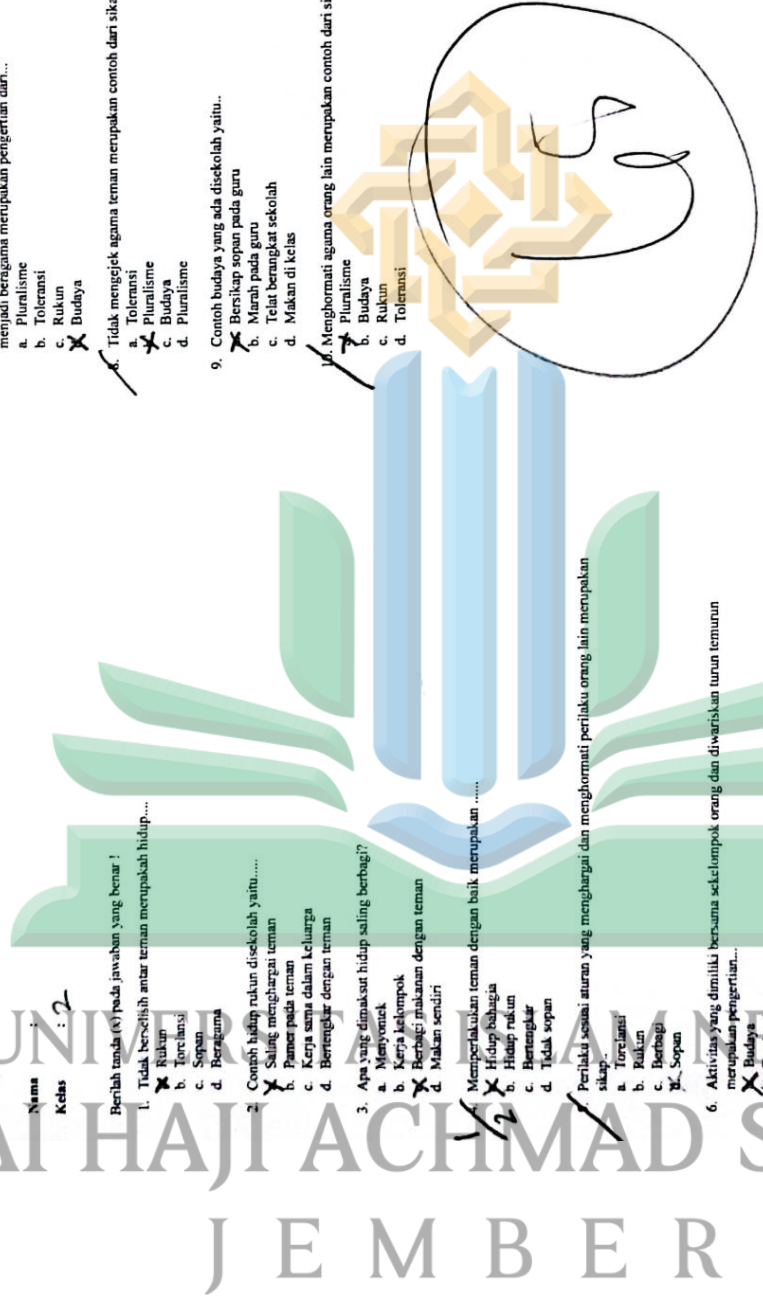 Nama :
Kelas : 2
Berilah tanda (x) pada jawaban yang benar !
1. Tidak berselisih antar teman merupakah hidup....
a. Rukun
b. Torelansi
c. Sopan
d. Beragama
2. Contoh hidup rukun disekolah yaitu.....
a. Saling menghargai teman
b. Pamer pada teman
c. Kerja sama dalam keluarga
d. Bertengkar dengan teman
3. Apa yang dimaksut hidup saling berbagi?
a. Menyontek
b. Kerja kelompok
c. Berbagi makanan dengan teman
d. Makan sendiri
1/2
4. Memperlakukan teman dengan baik merupakan ......
a. Hidup bahagia
b. Hidup rukun
c. Bertengkar
d. Tidak sopan
5. Perilaku sesuai aturan yang menghargai dan menghormati perilaku orang lain merupakan
sikap..
a. Torelansi
b. Rukun
c. Berbagi
d. Sopan
6. Aktivitas yang dimiliki bersama sekelompok orang dan diwariskan turun temurun
merupakan pengertian...
a. Budaya
menjadi beragama merupakan pengertian dari...
a. Pluralisme
b. Toleransi
c. Rukun
d. Budaya
8. Tidak mengejek agama teman merupakan contoh dari
a. Toleransi
b. Pluralisme
c. Budaya
d. Pluralisme
9. Contoh budaya yang ada disekolah yaitu..
a. Bersikap sopan pada guru
b. Marah pada guru
c. Telat berangkat sekolah
d. Makan di kelas
10. Menghormati agama orang lain merupakan contoh dari
a. Pluralisme
b. Budaya
c. Rukun
d. Toleransi
UNIVERSITAS ISLAM
HAJI ACHMAD
JEMBER